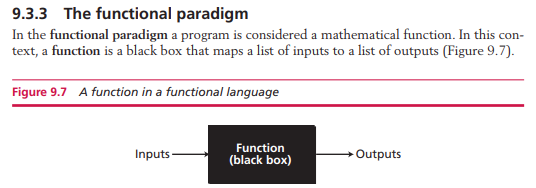 9.3.3 The functional paradigm
In the functional paradigm a program is considered a mathematical function. In this con-
text, a function is a black box that maps a list of inputs to a list of outputs (Figure 9.7).
Figure 9.7 A function in a functional language
Inputs
Function
(black box)
Outputs